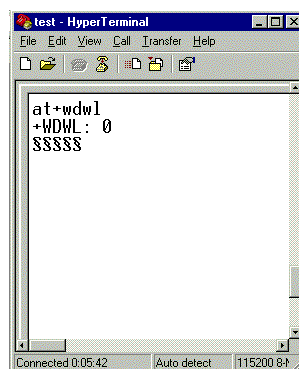 test - HyperTerminal
File Edit View Call Transfer Help
at+wdwl
+WDWL: 0
§§§§§
Connected 0:05:42 Auto detect 115200 8-N